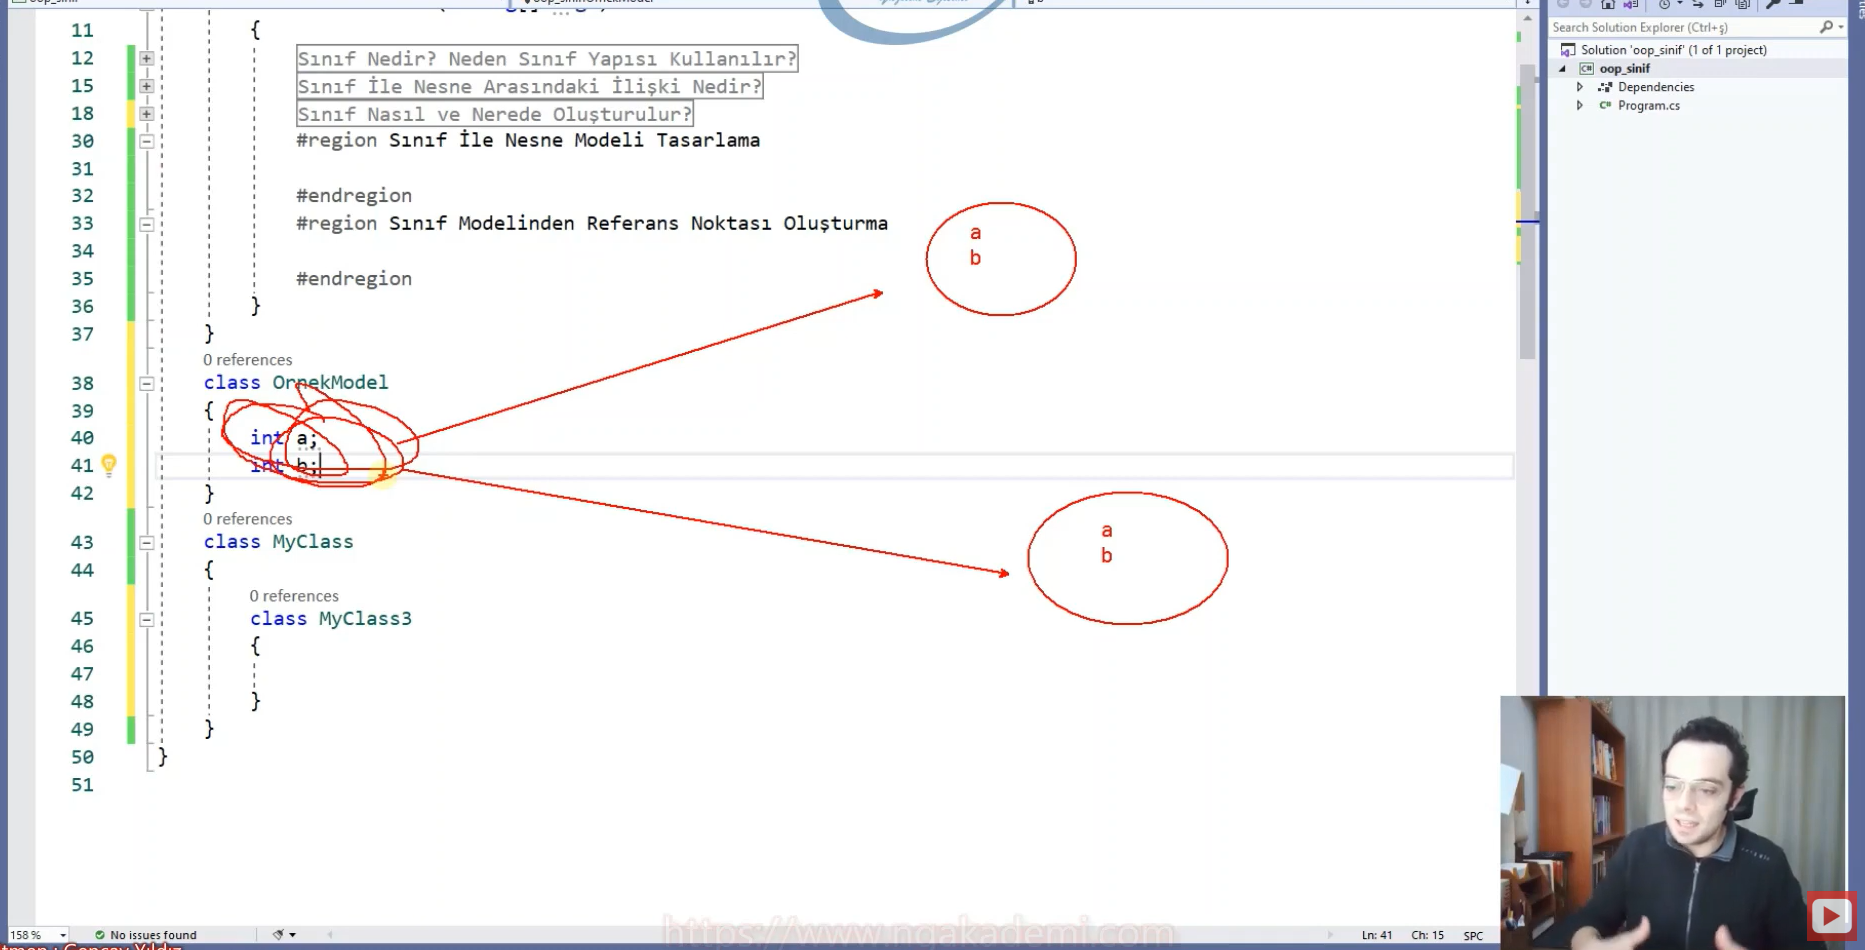 Search Solution Explorer (Ctrl+ş)
Solution 'oop_sinif' (1 of 1 project)
oop_sinif
Dependencies
Program.cs
11 {
12 Sınıf Nedir? Neden Sınıf Yapısı Kullanılır?
15 Sınıf İle Nesne Arasındaki İlişki Nedir?
18 Sınıf Nasıl ve Nerede Oluşturulur?
30 #region Sınıf İle Nesne Modeli Tasarlama
31
32 #endregion
33 #region Sınıf Modelinden Referans Noktası Oluşturma
34
35 #endregion
36 }
37 }
0 references
38 class OrnekModel
39 {
40 int a;
41 int b;
42 }
0 references
43 class MyClass
44 {
0 references
45 class MyClass3
46 {
47
48 }
49 }
50 }
51
a
b
a
b
158 %
No issues found
Ln: 41 Ch: 15 SPC
https://www.ngakademi.com
Gençay Yıldız